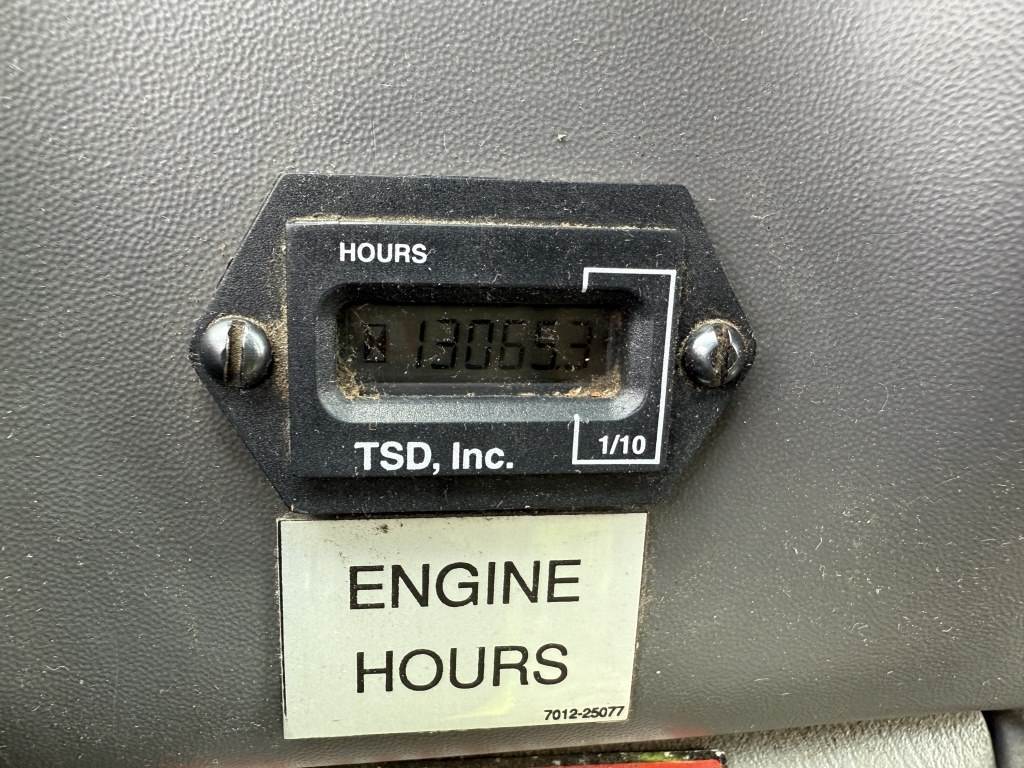 HOURS
13065.3
TSD, Inc.
1/10
ENGINE
HOURS
7012-25077